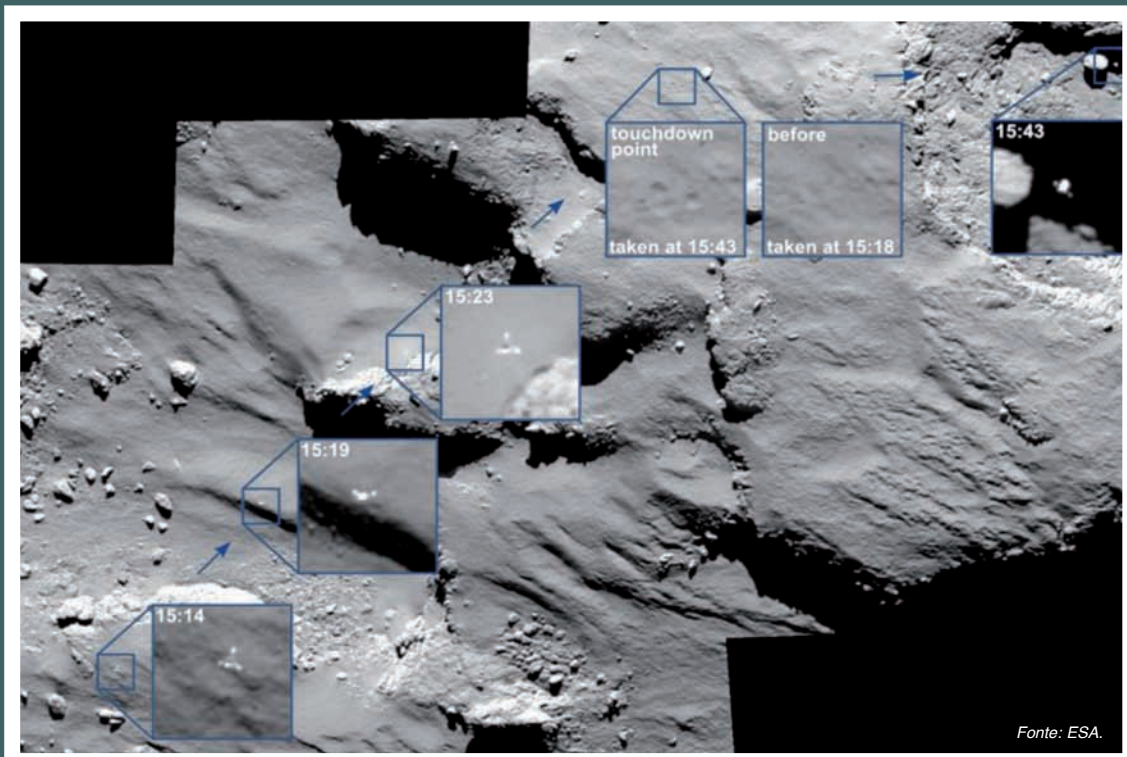 touchdown
point
taken at 15:43
before
taken at 15:18
15:43
15:23
15:19
15:14
Fonte: ESA.